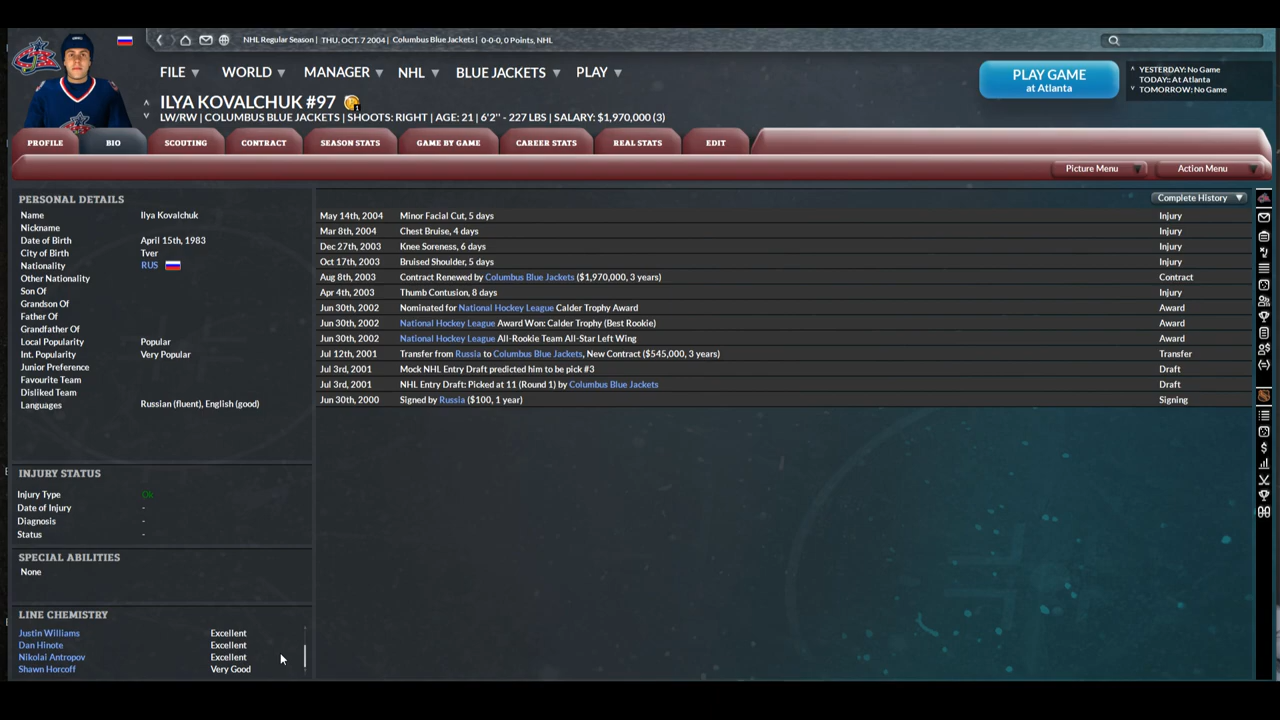 NHL Regular Season | THU. OCT. 7 2004 | Columbus Blue Jackets | 0-0-0, 0 Points, NHL
FILE WORLD MANAGER NHL BLUE JACKETS PLAY
PLAY GAME
at Atlanta
YESTERDAY: No Game
TODAY:: At Atlanta
TOMORROW: No Game
ILYA KOVALCHUK #97
LW/RW | COLUMBUS BLUE JACKETS | SHOOTS: RIGHT | AGE: 21 | 6'2'' - 227 LBS | SALARY: $1,970,000 (3)
PROFILE BIO SCOUTING CONTRACT SEASON STATS GAME BY GAME CAREER STATS REAL STATS EDIT
Picture Menu Action Menu
PERSONAL DETAILS
Name Ilya Kovalchuk
Nickname
Date of Birth April 15th, 1983
City of Birth Tver
Nationality RUS
Other Nationality
Son Of
Grandson Of
Father Of
Grandfather Of
Local Popularity Popular
Int. Popularity Very Popular
Junior Preference
Favourite Team
Disliked Team
Languages Russian (fluent), English (good)
INJURY STATUS
Injury Type Ok
Date of Injury -
Diagnosis -
Status -
SPECIAL ABILITIES
None
LINE CHEMISTRY
Justin Williams Excellent
Dan Hinote Excellent
Nikolai Antropov Excellent
Shawn Horcoff Very Good
Complete History
May 14th, 2004 Minor Facial Cut, 5 days Injury
Mar 8th, 2004 Chest Bruise, 4 days Injury
Dec 27th, 2003 Knee Soreness, 6 days Injury
Oct 17th, 2003 Bruised Shoulder, 5 days Injury
Aug 8th, 2003 Contract Renewed by Columbus Blue Jackets ($1,970,000, 3 years) Contract
Apr 4th, 2003 Thumb Contusion, 8 days Injury
Jun 30th, 2002 Nominated for National Hockey League Calder Trophy Award Award
Jun 30th, 2002 National Hockey League Award Won: Calder Trophy (Best Rookie) Award
Jun 30th, 2002 National Hockey League All-Rookie Team All-Star Left Wing Award
Jul 12th, 2001 Transfer from Russia to Columbus Blue Jackets, New Contract ($545,000, 3 years) Transfer
Jul 3rd, 2001 Mock NHL Entry Draft predicted him to be pick #3 Draft
Jul 3rd, 2001 NHL Entry Draft: Picked at 11 (Round 1) by Columbus Blue Jackets Draft
Jun 30th, 2000 Signed by Russia ($100, 1 year) Signing